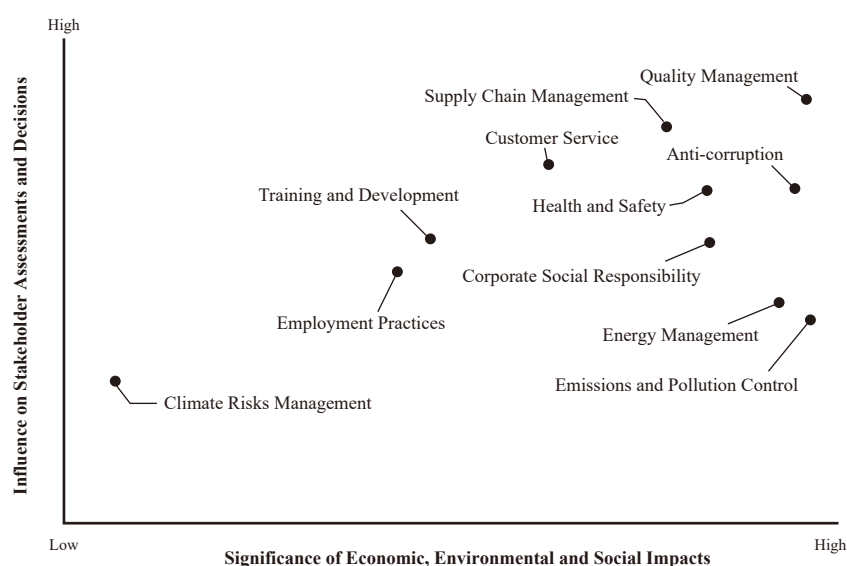 High
Quality Management
Supply Chain Management
Customer Service
Anti-corruption
Training and Development
Health and Safety
Corporate Social Responsibility
Employment Practices
Energy Management
Emissions and Pollution Control
Climate Risks Management
Influence on Stakeholder Assessments and Decisions
Low
High
Significance of Economic, Environmental and Social Impacts